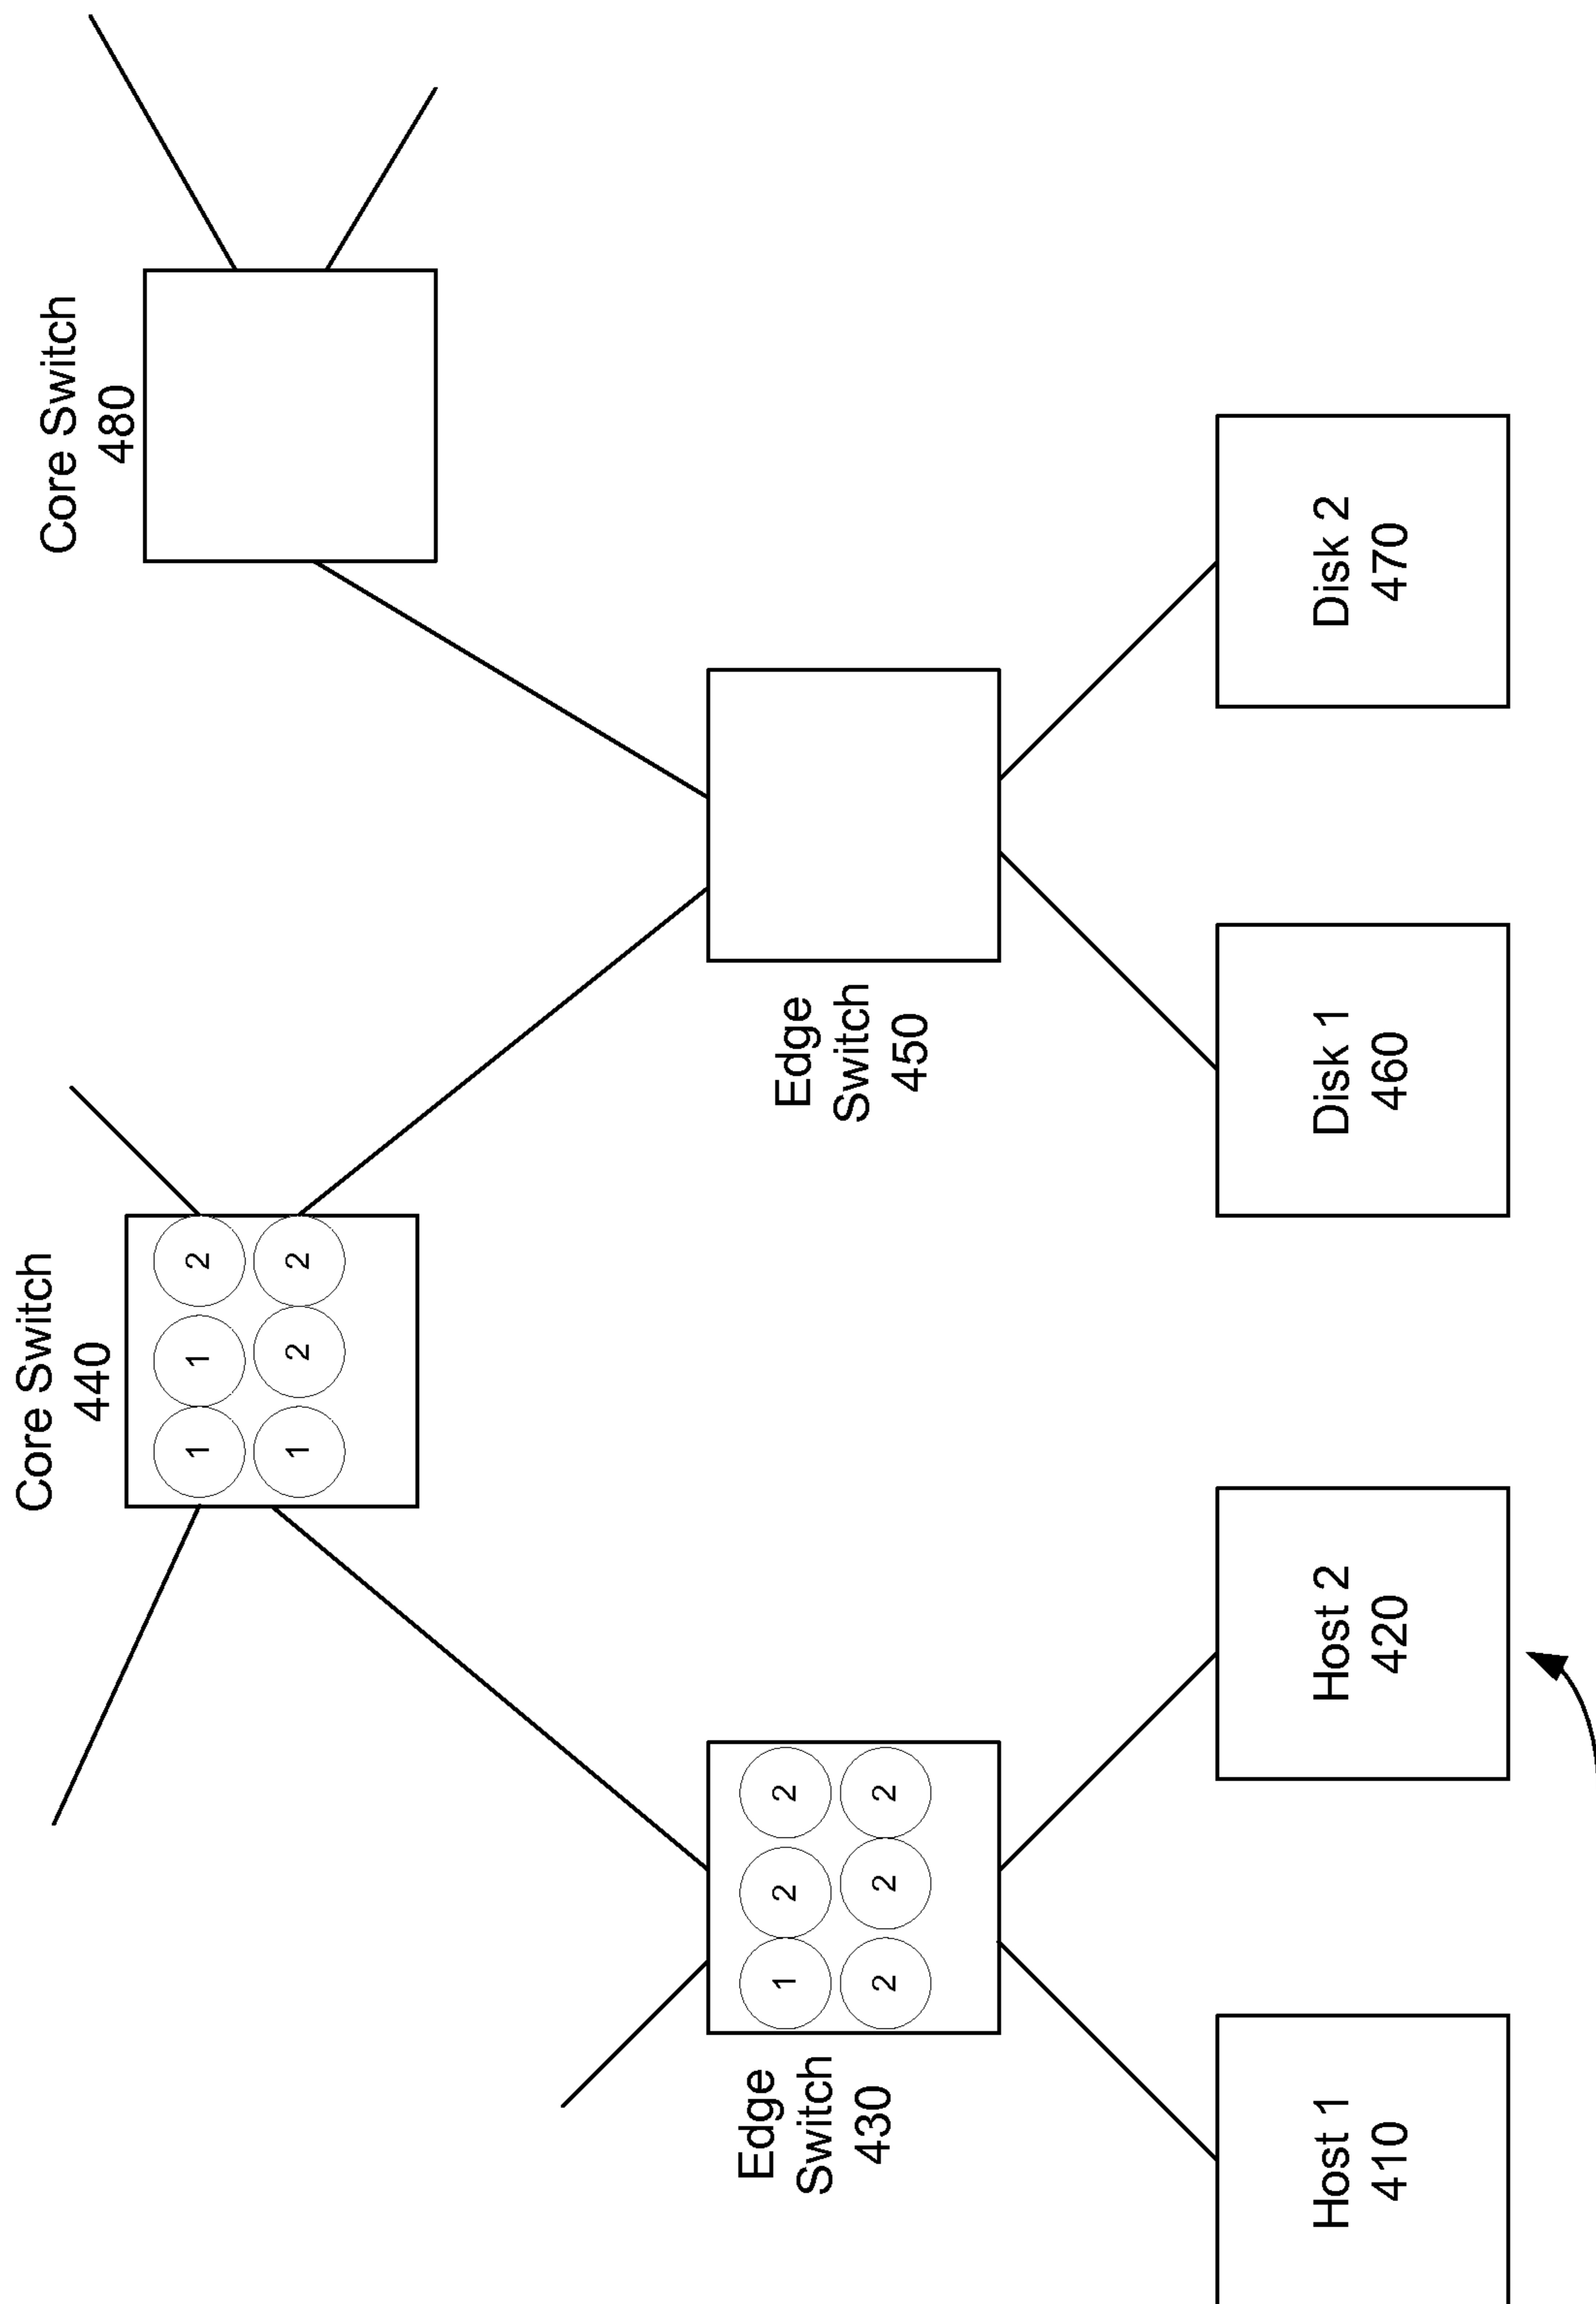 Core Switch
440
Core Switch
480
1 1 2
1 2 2
Edge
Switch
430
1 2 2
2 2 2
Edge
Switch
450
Host 1
410
Host 2
420
Disk 1
460
Disk 2
470